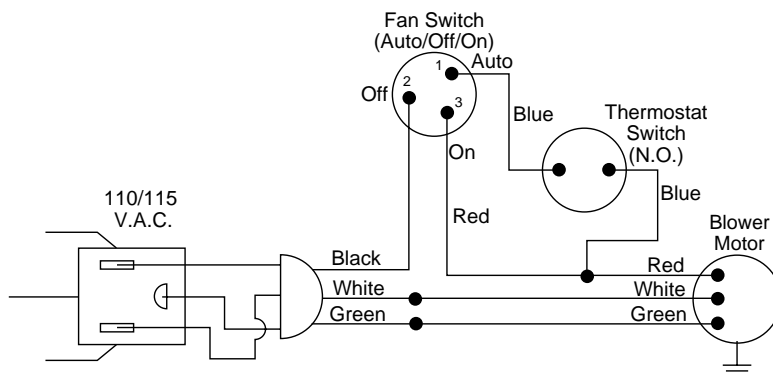 Fan Switch
(Auto/Off/On)
1
Auto
2
Off
3
On
Blue
Thermostat
Switch
(N.O.)
Blue
Red
110/115
V.A.C.
Blower
Motor
Black
Red
White
White
Green
Green